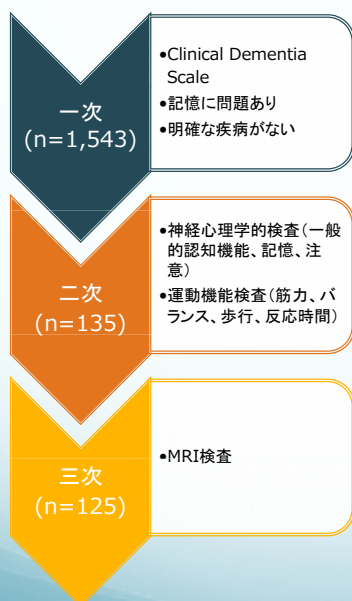 一次
(n=1,543)
•Clinical Dementia
Scale
•記憶に問題あり
•明確な疾病がない
二次
(n=135)
•神経心理学的検査(一般
的認知機能、記憶、注
意)
•運動機能検査(筋力、バ
ランス、歩行、反応時間)
三次
(n=125)
•MRI検査